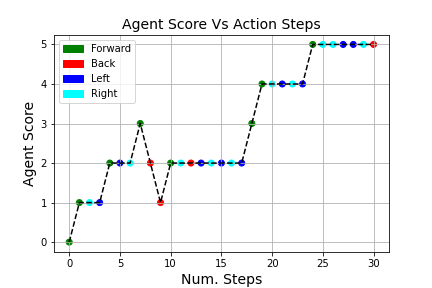 Agent Score Vs Action Steps
Forward
Back
Left
Right
5
4
3
2
1
0
Agent Score
0 5 10 15 20 25 30
Num. Steps